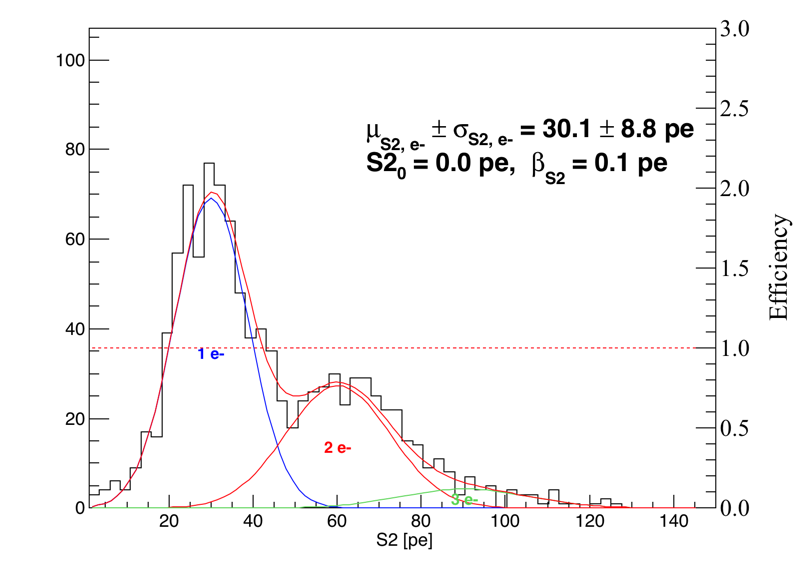 3.0
100
2.5
μS2, e- ± σS2, e- = 30.1 ± 8.8 pe
80
S20 = 0.0 pe, βS2 = 0.1 pe
2.0
60
1.5
Efficiency
40
1 e-
1.0
20
2 e-
0.5
3 e-
0
0.0
20 40 60 80 100 120 140
S2 [pe]